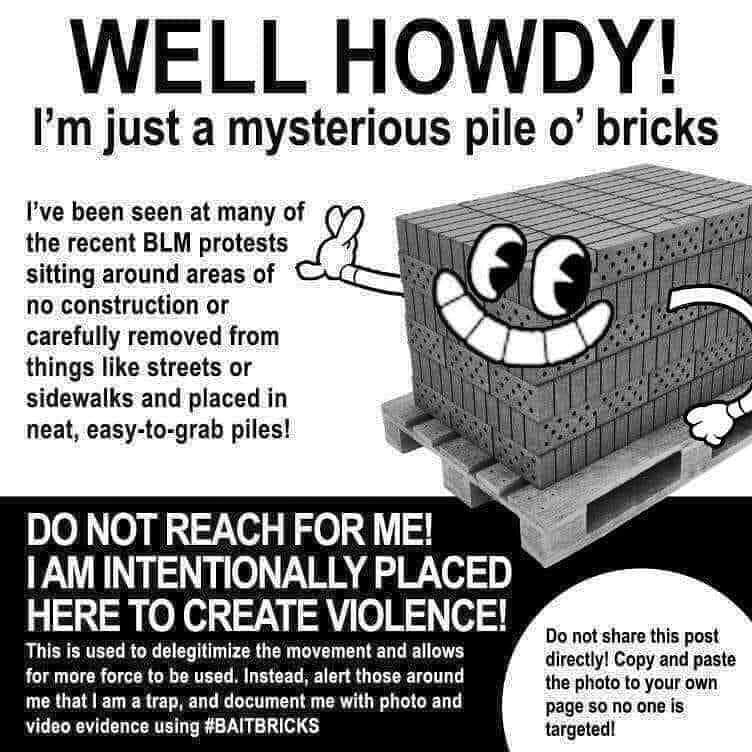 WELL HOWDY!
I'm just a mysterious pile o' bricks
I've been seen at many of
the recent BLM protests
sitting around areas of
no construction or
carefully removed from
things like streets or
sidewalks and placed in
neat, easy-to-grab piles!
DO NOT REACH FOR ME!
I AM INTENTIONALLY PLACED
HERE TO CREATE VIOLENCE!
This is used to delegitimize the movement and allows
for more force to be used. Instead, alert those around
me that I am a trap, and document me with photo and
video evidence using #BAITBRICKS
Do not share this post
directly! Copy and paste
the photo to your own
page so no one is
targeted!